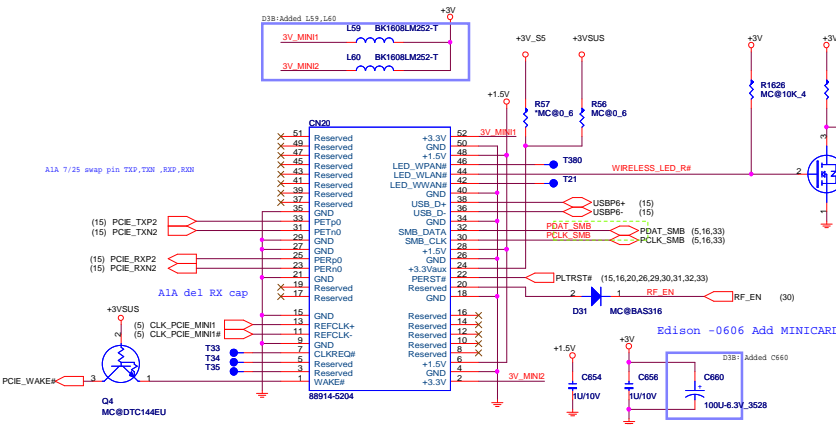 D3B:Added L59,L60
+3V
L59 BK1608LM252-T
3V_MINI1
L60 BK1608LM252-T
3V_MINI2
+3V_S5
+3VSUS
+3V
+1.5V
R57
*MC@0_6
R56
MC@0_6
R1626
MC@10K_4
CN20
51 Reserved +3.3V 52 3V_MINI1
49 Reserved GND 50
47 Reserved +1.5V 48
45 Reserved LED_WPAN# 46 T380
43 Reserved LED_WLAN# 44 WIRELESS_LED_R# 2
41 Reserved LED_WWAN# 42 T21
39 Reserved GND 40
37 Reserved USB_D+ 38 USBP6+ (15)
35 GND USB_D- 36 USBP6- (15)
33 PETp0 GND 34
31 PETn0 SMB_DATA 32 PDAT_SMB PDAT_SMB (5,16,33)
29 GND SMB_CLK 30 PCLK_SMB PCLK_SMB (5,16,33)
27 GND +1.5V 28
25 PERp0 GND 26
23 PERn0 +3.3Vaux 24
21 GND PERST# 22 PLTRST# (15,16,20,26,29,30,31,32,33)
19 Reserved Reserved 20
17 Reserved GND 18
15 GND Reserved 16
13 REFCLK+ Reserved 14
11 REFCLK- Reserved 12
9 GND Reserved 10
7 CLKREQ# Reserved 8
5 Reserved +1.5V 6
3 Reserved GND 4
1 WAKE# +3.3V 2 3V_MINI2
88914-5204
A1A 7/25 swap pin TXP,TXN ,RXP,RXN
(15) PCIE_TXP2
(15) PCIE_TXN2
(15) PCIE_RXP2
(15) PCIE_RXN2
A1A del RX cap
+3VSUS
(5) CLK_PCIE_MINI1
(5) CLK_PCIE_MINI1#
T33
T34
T35
2
PCIE_WAKE# 3 1
Q4
MC@DTC144EU
2 1 RF_EN RF_EN (30)
D31 MC@BAS316
Edison -0606 Add MINICARD
+1.5V
C654
1U/10V
+3V
C656
1U/10V
D3B: Added C660
C660
+
100U-6.3V_3528
3
1